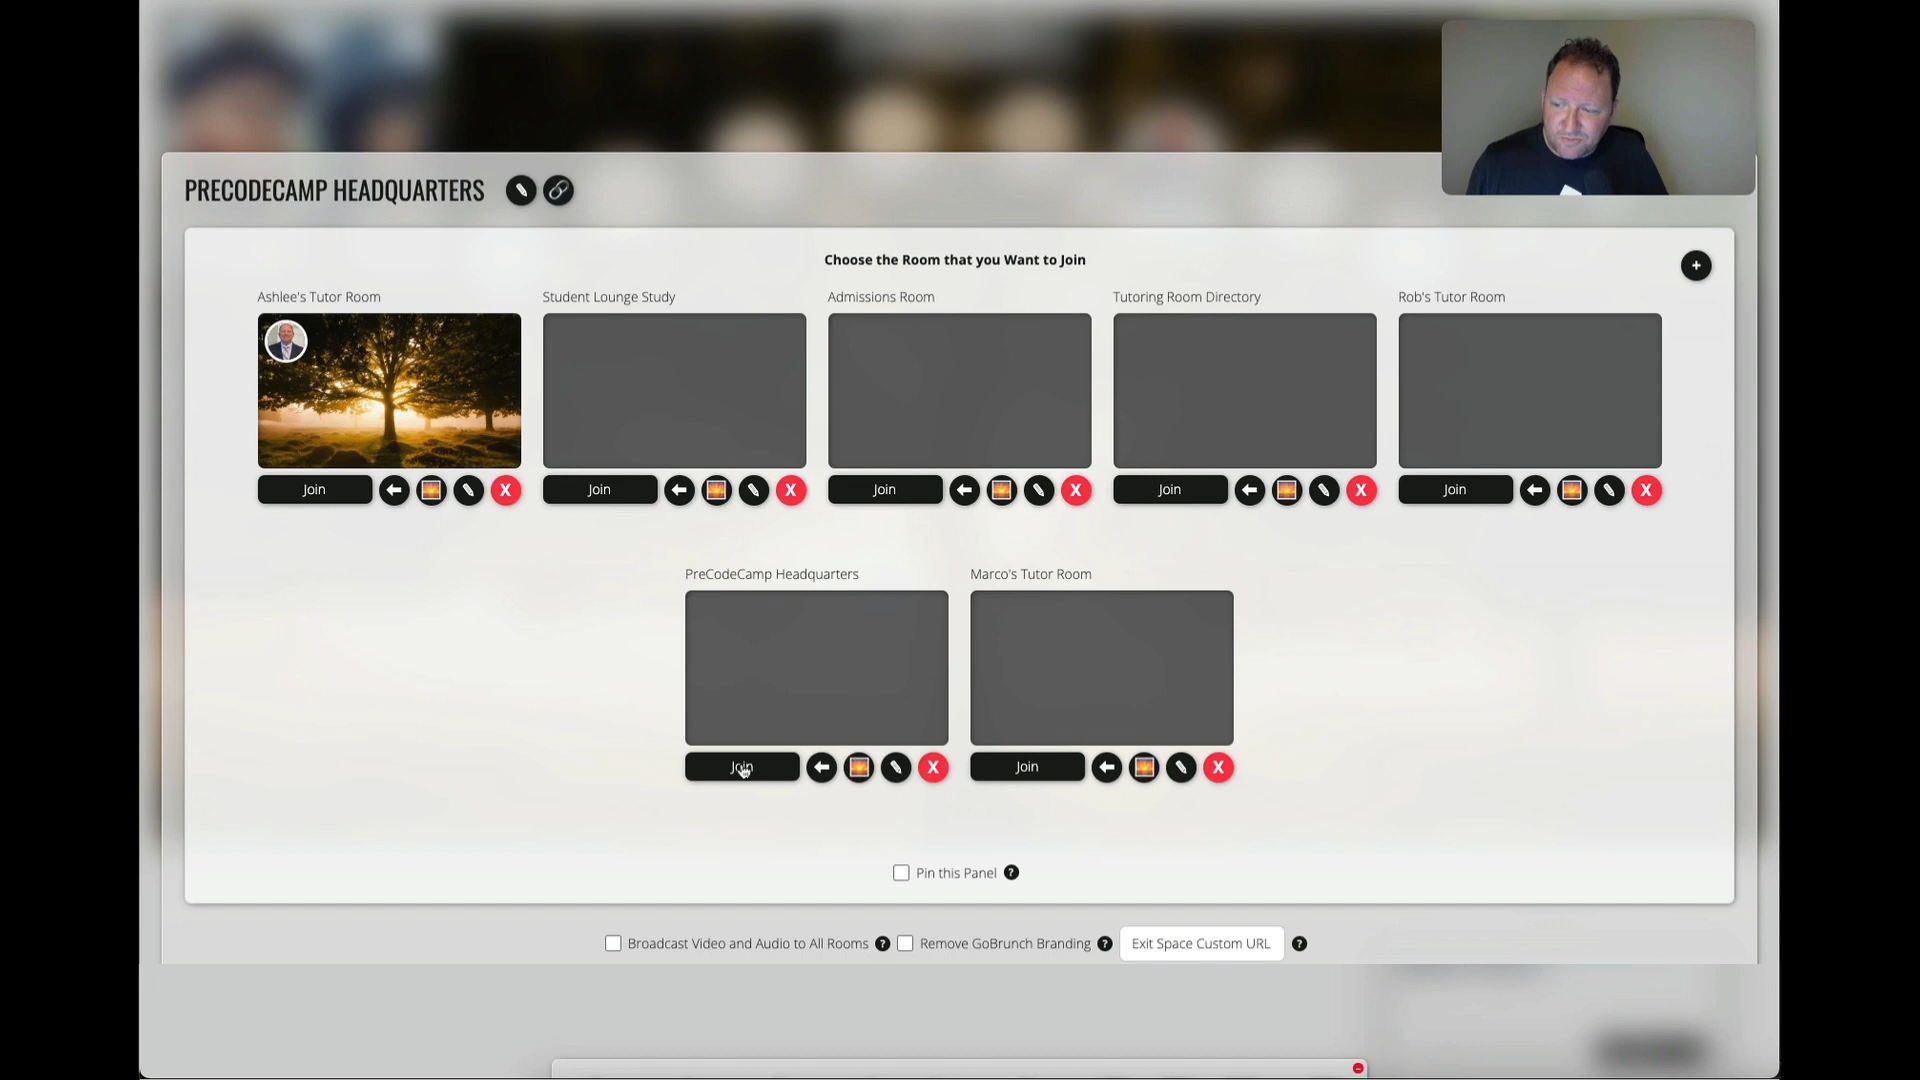 PRECODECAMP HEADQUARTERS
Choose the Room that you Want to Join
+
Ashlee's Tutor Room
Student Lounge Study
Admissions Room
Tutoring Room Directory
Rob's Tutor Room
Join X
Join X
Join X
Join X
Join X
PreCodeCamp Headquarters
Marco's Tutor Room
Join X
Join X
Pin this Panel ?
Broadcast Video and Audio to All Rooms ? Remove GoBrunch Branding ? Exit Space Custom URL ?